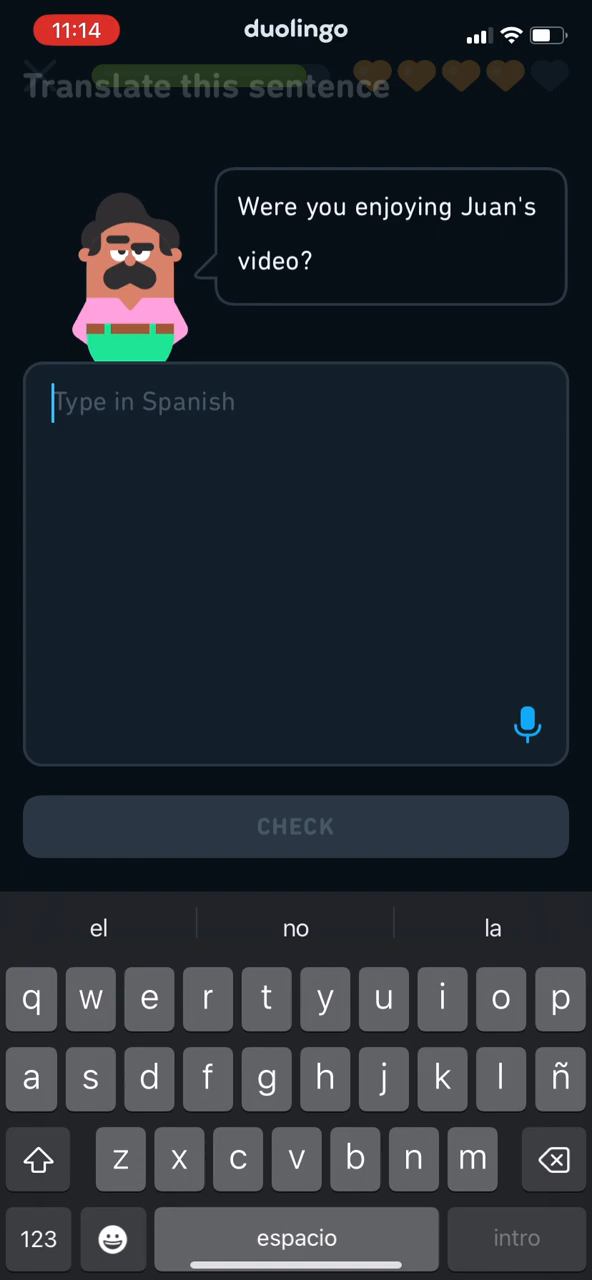 11:14
duolingo
Translate this sentence
Were you enjoying Juan's
video?
Type in Spanish
CHECK
el no la
q w e r t y u i o p
a s d f g h j k l ñ
z x c v b n m
123 espacio intro